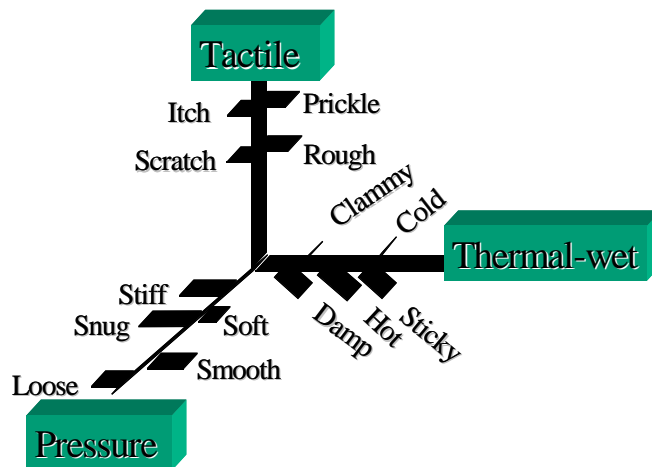 Tactile
Itch
Prickle
Scratch
Rough
Clammy
Cold
Thermal-wet
Stiff
Snug
Soft
Damp
Hot
Sticky
Smooth
Loose
Pressure